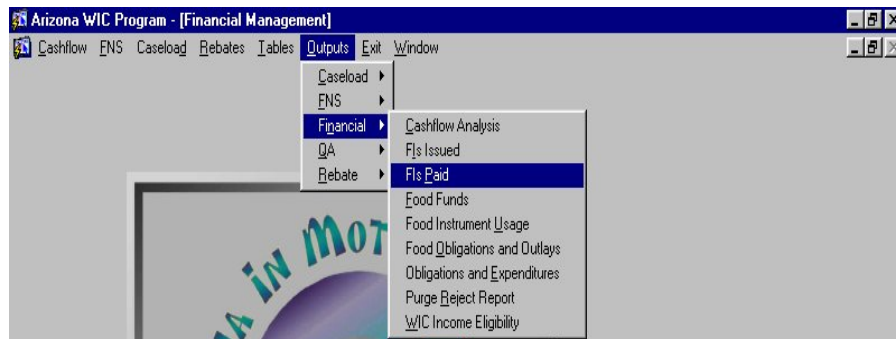 Arizona WIC Program - [Financial Management]
Cashflow FNS Caseload Rebates Tables Outputs Exit Window
Caseload
FNS
Financial
QA
Rebate
Cashflow Analysis
FIs Issued
FIs Paid
Food Funds
Food Instrument Usage
Food Obligations and Outlays
Obligations and Expenditures
Purge Reject Report
WIC Income Eligibility
IN